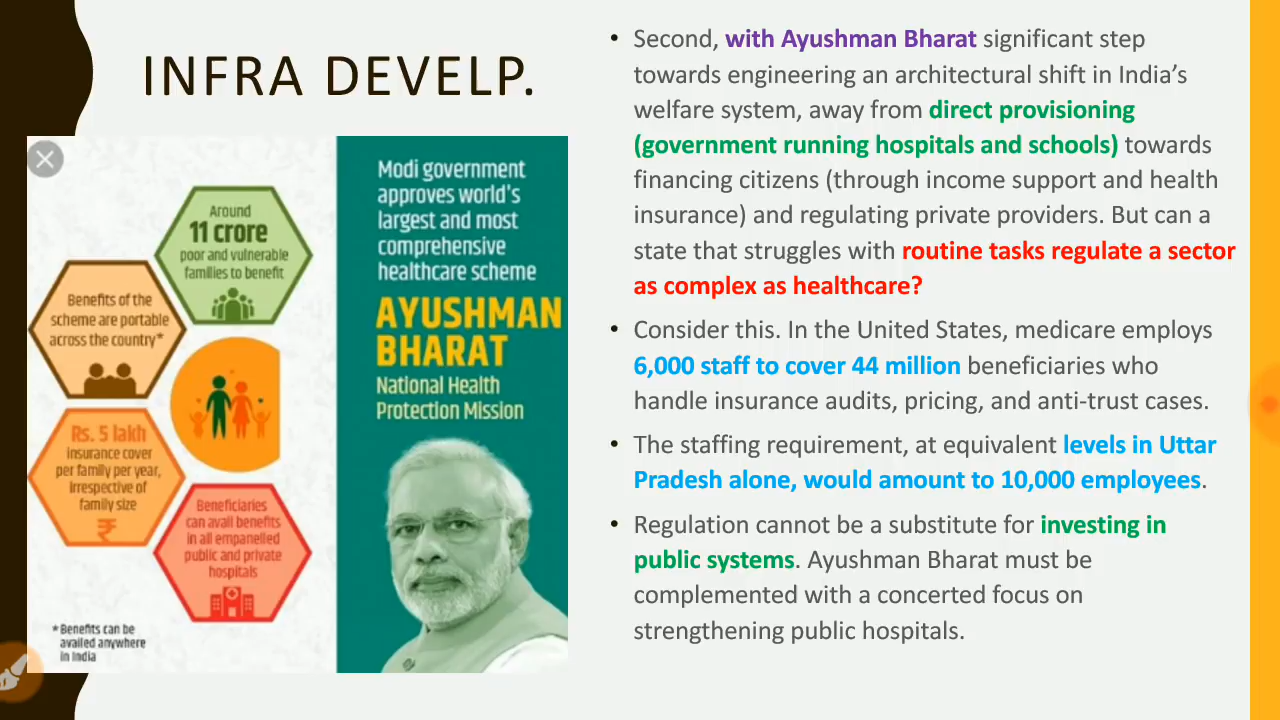 INFRA DEVELP.
Around
11 crore
poor and vulnerable
families to benefit
Benefits of the
scheme are portable
across the country*
Rs. 5 lakh
insurance cover
per family per year,
irrespective of
family size
₹
Beneficiaries
can avail benefits
in all empanelled
public and private
hospitals
*Benefits can be
availed anywhere
in India
Modi government
approves world's
largest and most
comprehensive
healthcare scheme
AYUSHMAN
BHARAT
National Health
Protection Mission
• Second, with Ayushman Bharat significant step
towards engineering an architectural shift in India’s
welfare system, away from direct provisioning
(government running hospitals and schools) towards
financing citizens (through income support and health
insurance) and regulating private providers. But can a
state that struggles with routine tasks regulate a sector
as complex as healthcare?
• Consider this. In the United States, medicare employs
6,000 staff to cover 44 million beneficiaries who
handle insurance audits, pricing, and anti-trust cases.
• The staffing requirement, at equivalent levels in Uttar
Pradesh alone, would amount to 10,000 employees.
• Regulation cannot be a substitute for investing in
public systems. Ayushman Bharat must be
complemented with a concerted focus on
strengthening public hospitals.